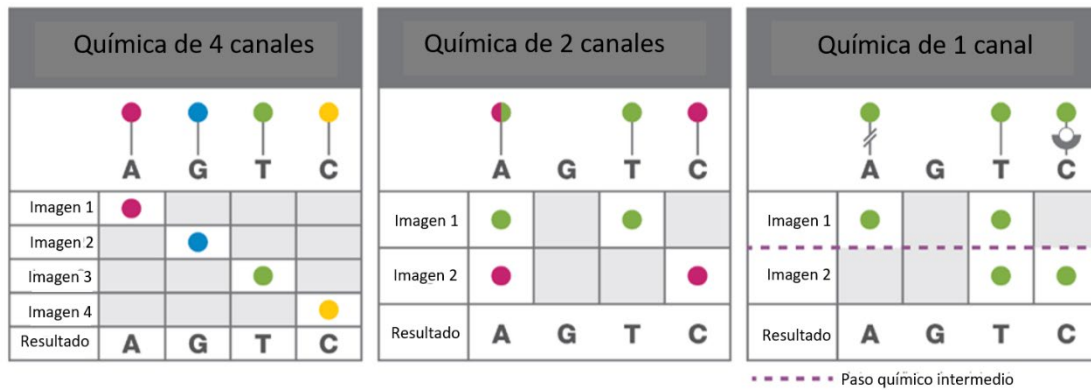 Química de 4 canales
A G T C
Imagen 1
Imagen 2
Imagen 3
Imagen 4
Resultado A G T C
Química de 2 canales
A G T C
Imagen 1
Imagen 2
Resultado A G T C
Química de 1 canal
A G T C
Imagen 1
Imagen 2
Resultado A G T C
Paso químico intermedio